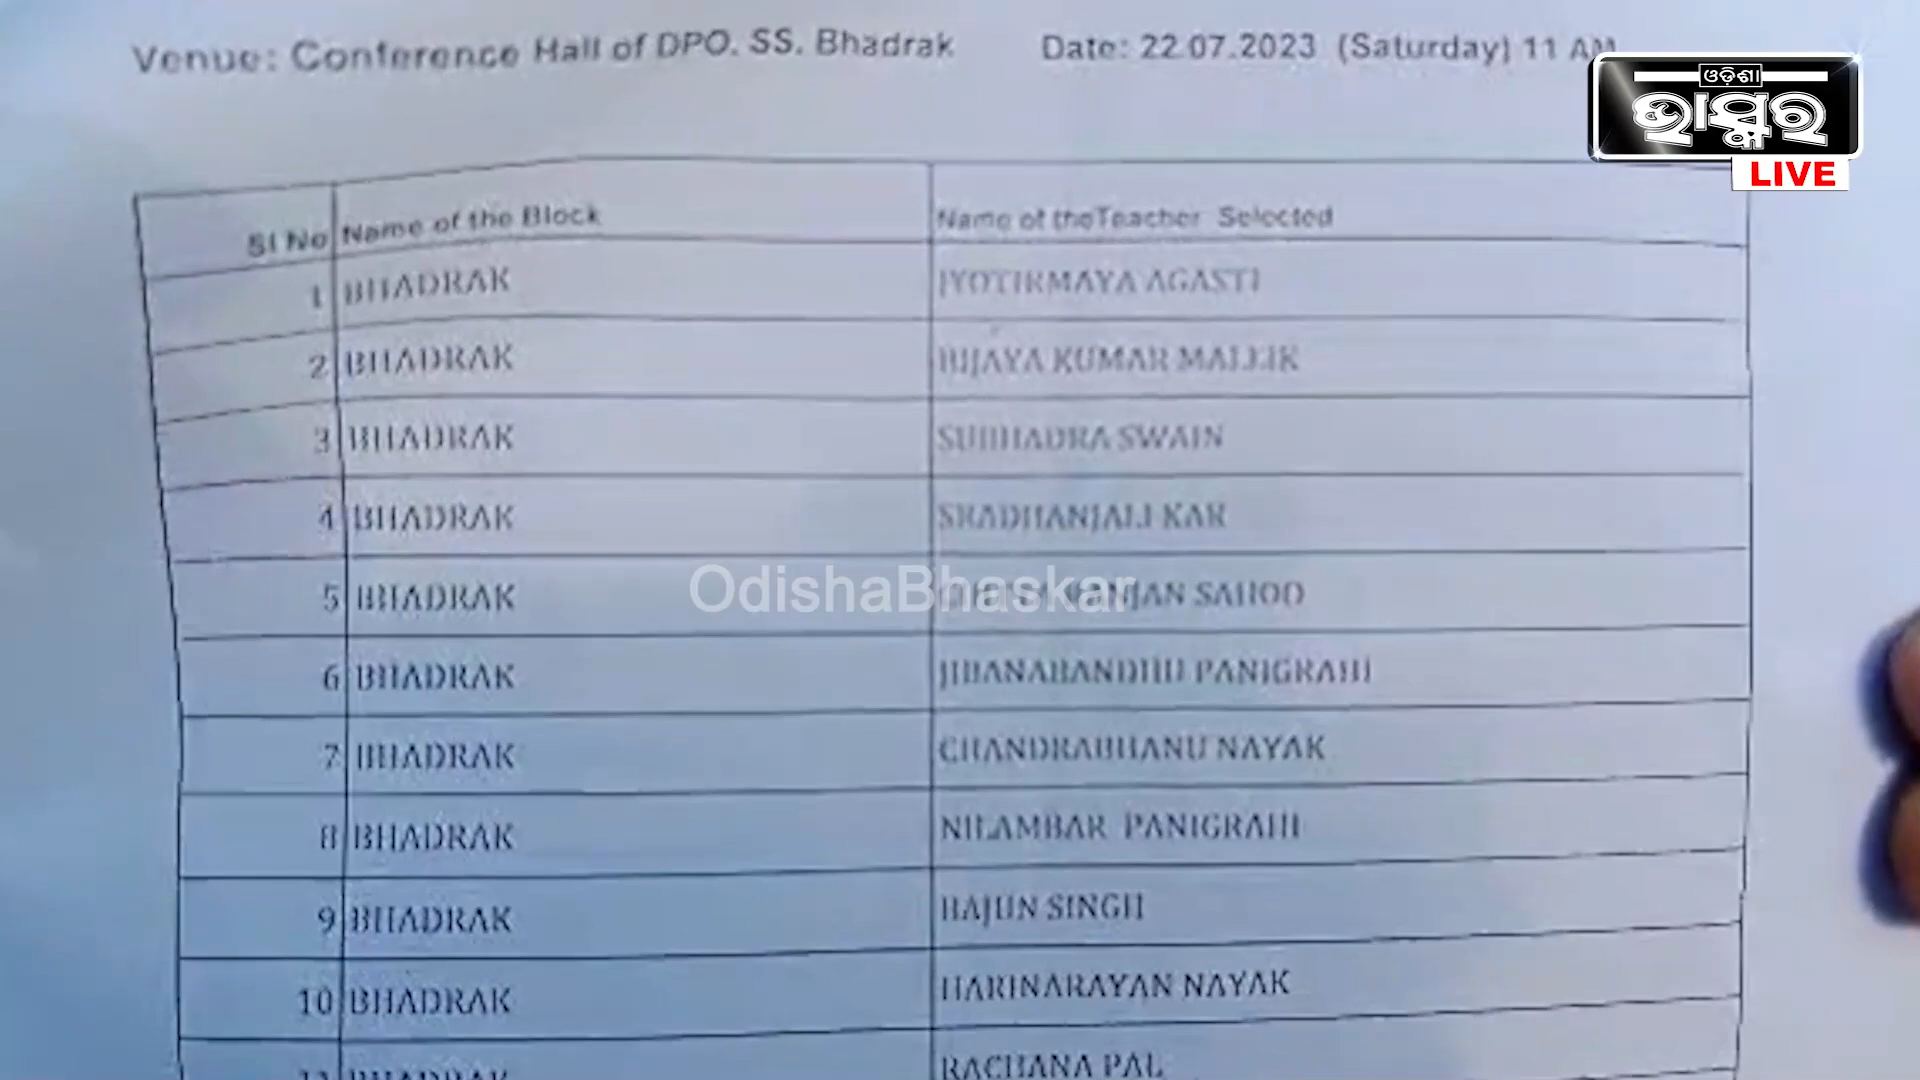 Venue: Conference Hall of DPO. SS. Bhadrak Date: 22.07.2023 (Saturday) 11 AM
ଓଡ଼ିଶା
ଭାସ୍କର
LIVE
Sl No Name of the Block Name of theTeacher Selected
1 BHADRAK JYOTIRMAYA AGASTI
2 BHADRAK BIJAYA KUMAR MALLIK
3 BHADRAK SUBHADRA SWAIN
4 BHADRAK SRADHANJALI KAR
OdishaBhaskar
5 BHADRAK SAHOO
6 BHADRAK JIBANABANDHU PANIGRAHI
7 BHADRAK CHANDRABHANU NAYAK
8 BHADRAK NILAMBAR PANIGRAHI
9 BHADRAK SINGH
10 BHADRAK HARINARAYAN NAYAK
11 BHADRAK RACHANA PAL